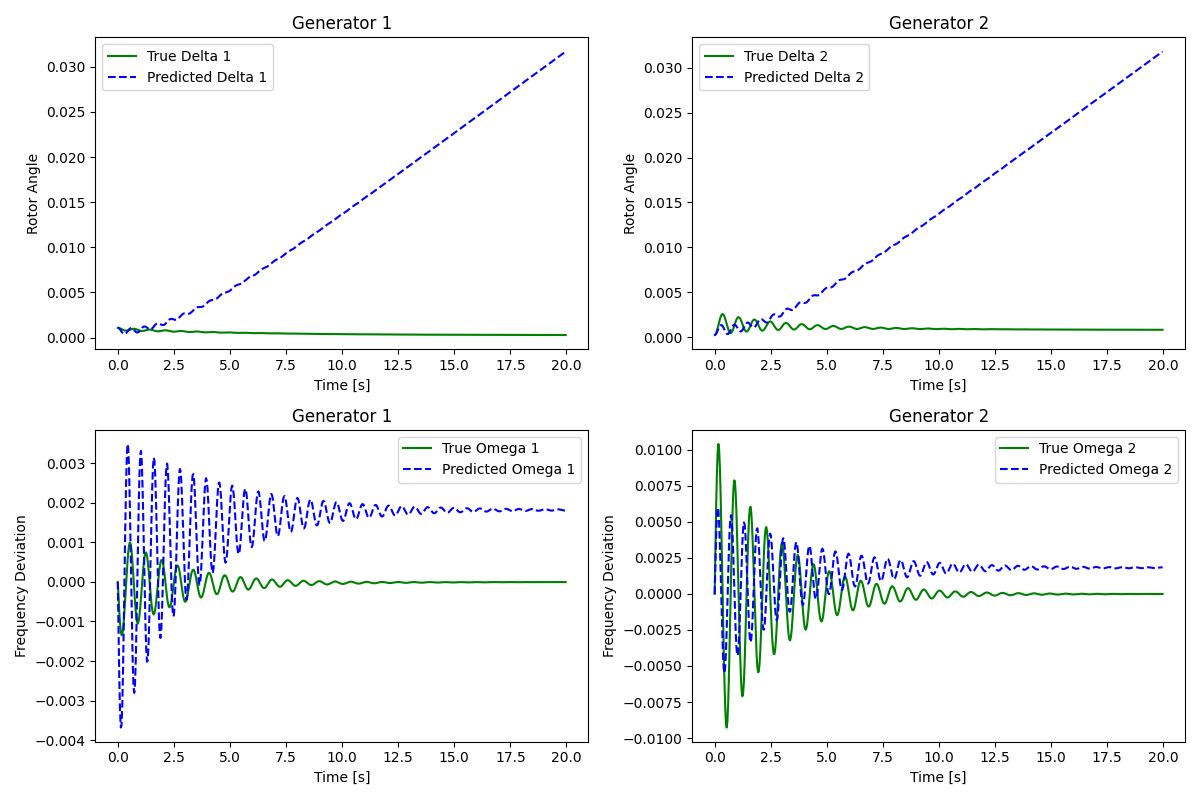 Generator 1
True Delta 1
Predicted Delta 1
0.030
0.025
0.020
0.015
0.010
0.005
0.000
Rotor Angle
0.0 2.5 5.0 7.5 10.0 12.5 15.0 17.5 20.0
Time [s]
Generator 2
True Delta 2
Predicted Delta 2
0.030
0.025
0.020
0.015
0.010
0.005
0.000
Rotor Angle
0.0 2.5 5.0 7.5 10.0 12.5 15.0 17.5 20.0
Time [s]
Generator 1
True Omega 1
Predicted Omega 1
0.003
0.002
0.001
0.000
−0.001
−0.002
−0.003
−0.004
Frequency Deviation
0.0 2.5 5.0 7.5 10.0 12.5 15.0 17.5 20.0
Time [s]
Generator 2
True Omega 2
Predicted Omega 2
0.0100
0.0075
0.0050
0.0025
0.0000
−0.0025
−0.0050
−0.0075
−0.0100
Frequency Deviation
0.0 2.5 5.0 7.5 10.0 12.5 15.0 17.5 20.0
Time [s]